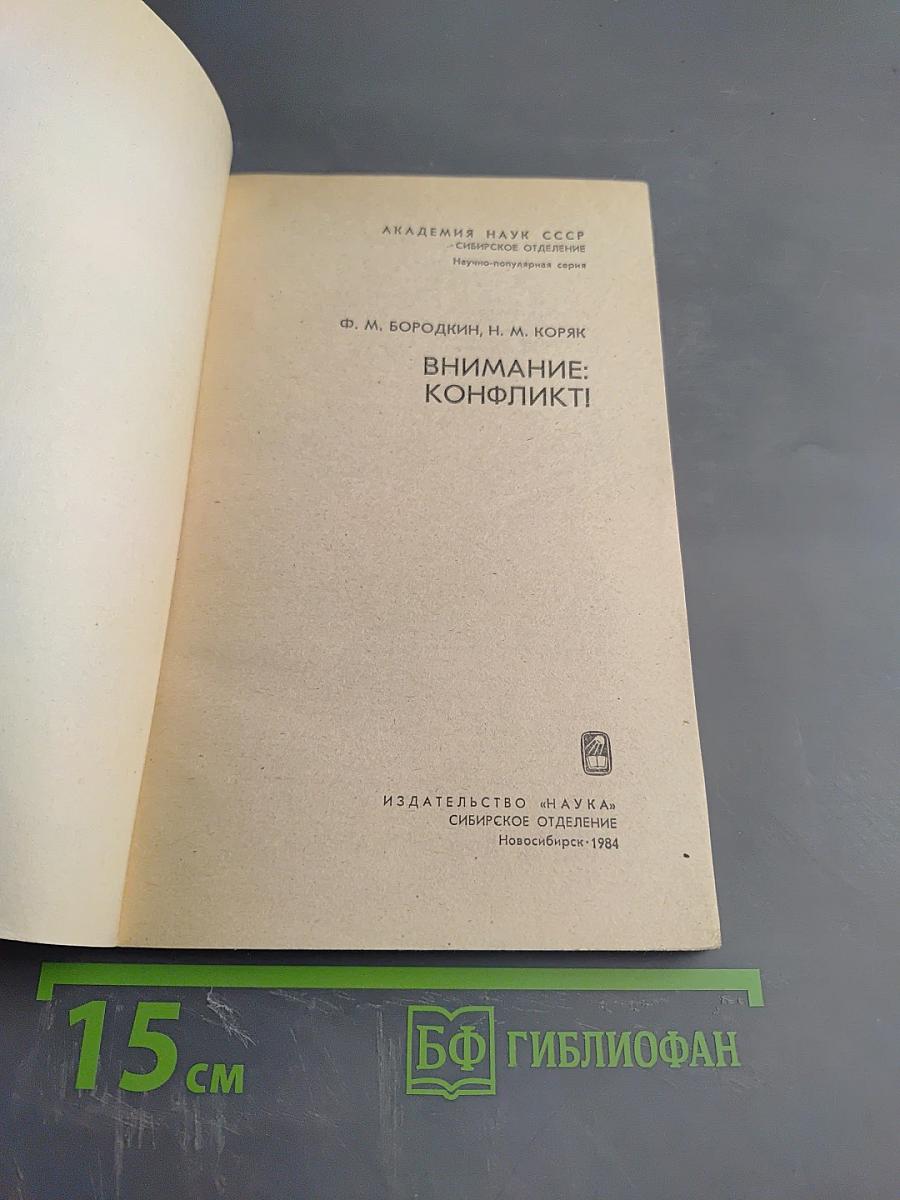 АКАДЕМИЯ НАУК СССР
СИБИРСКОЕ ОТДЕЛЕНИЕ
Научно-популярная серия
Ф. М. БОРОДКИН, Н. М. КОРЯК
ВНИМАНИЕ:
КОНФЛИКТ!
ИЗДАТЕЛЬСТВО «НАУКА»
СИБИРСКОЕ ОТДЕЛЕНИЕ
Новосибирск · 1984
15 см
БФ ГИБЛИОФАН